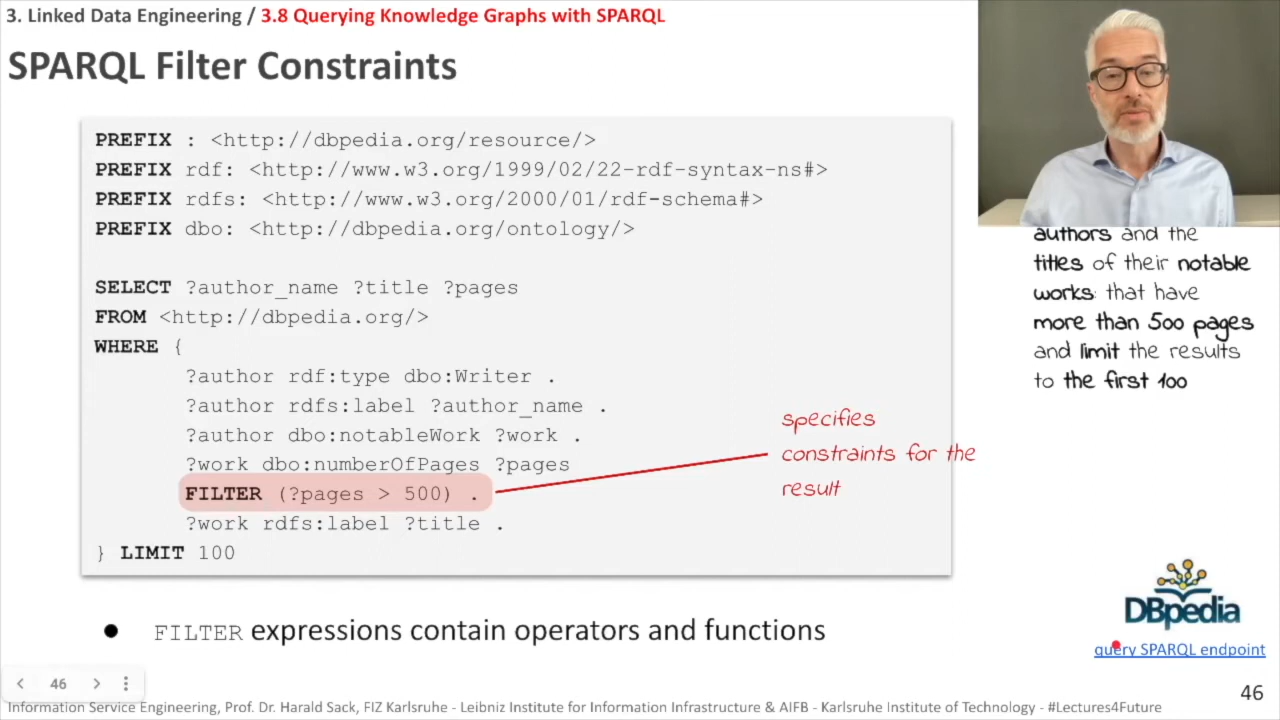 3. Linked Data Engineering / 3.8 Querying Knowledge Graphs with SPARQL
SPARQL Filter Constraints
PREFIX : <http://dbpedia.org/resource/>
PREFIX rdf: <http://www.w3.org/1999/02/22-rdf-syntax-ns#>
PREFIX rdfs: <http://www.w3.org/2000/01/rdf-schema#>
PREFIX dbo: <http://dbpedia.org/ontology/>
SELECT ?author_name ?title ?pages
FROM <http://dbpedia.org/>
WHERE {
?author rdf:type dbo:Writer .
?author rdfs:label ?author_name .
?author dbo:notableWork ?work .
?work dbo:numberOfPages ?pages
FILTER (?pages > 500) .
?work rdfs:label ?title .
} LIMIT 100
specifies
constraints for the
result
authors and the
titles of their notable
works: that have
more than 500 pages
and limit the results
to the first 100
● FILTER expressions contain operators and functions
DBpedia
query SPARQL endpoint
46
46
Information Service Engineering, Prof. Dr. Harald Sack, FIZ Karlsruhe - Leibniz Institute for Information Infrastructure & AIFB - Karlsruhe Institute of Technology - #Lectures4Future